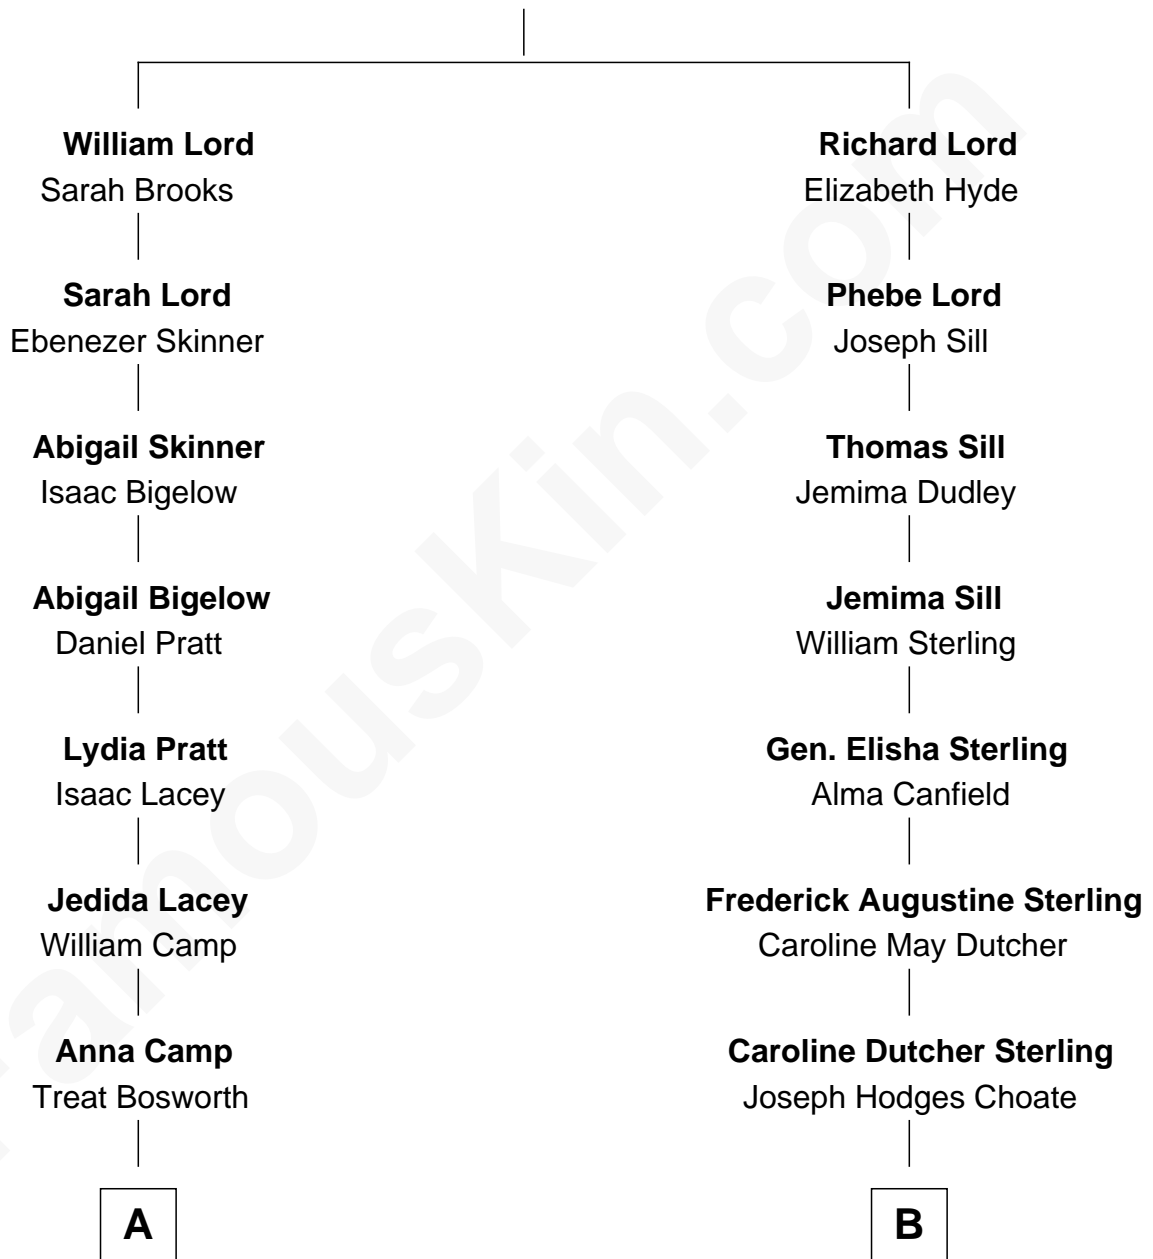 William Lord
Sarah Brooks
Richard Lord
Elizabeth Hyde
Sarah Lord
Ebenezer Skinner
Phebe Lord
Joseph Sill
Abigail Skinner
Isaac Bigelow
Thomas Sill
Jemima Dudley
Abigail Bigelow
Daniel Pratt
Jemima Sill
William Sterling
Lydia Pratt
Isaac Lacey
Gen. Elisha Sterling
Alma Canfield
Jedida Lacey
William Camp
Frederick Augustine Sterling
Caroline May Dutcher
Anna Camp
Treat Bosworth
Caroline Dutcher Sterling
Joseph Hodges Choate
A
B
FamousKin.com